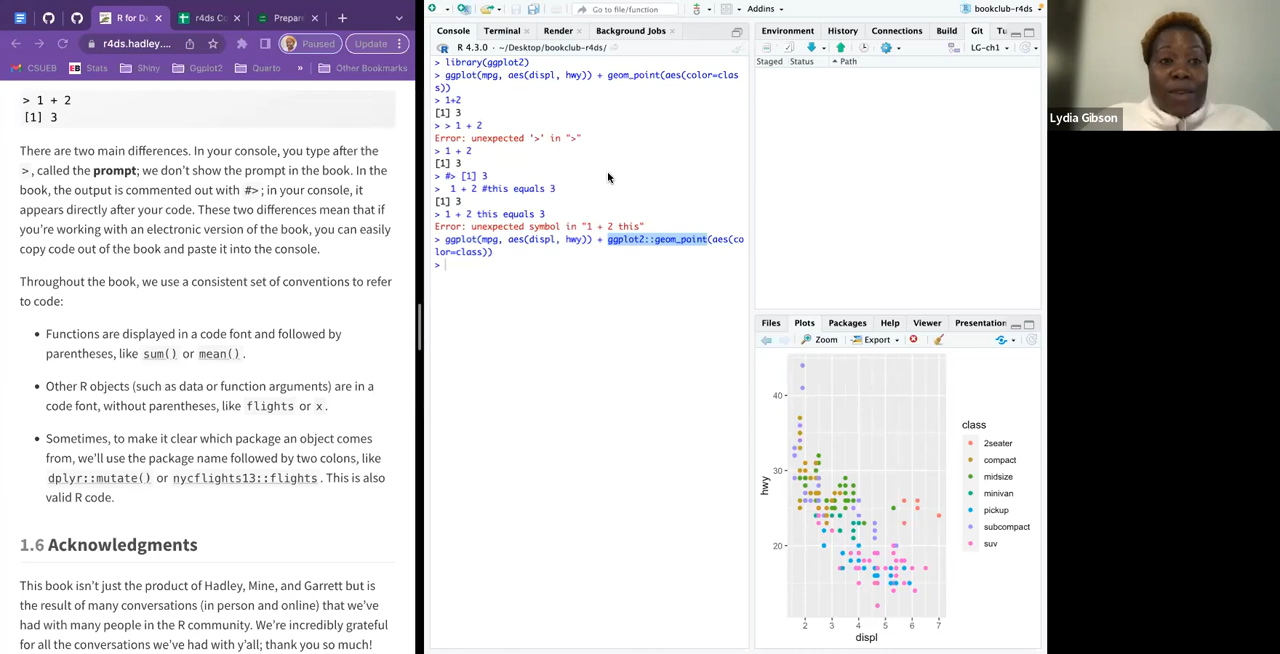 R for Da
r4ds Co
Prepare
r4ds.hadley....
Paused
Update
CSUEB
Stats
Shiny
Ggplot2
Quarto
»
Other Bookmarks
> 1 + 2
[1] 3
There are two main differences. In your console, you type after the
>, called the prompt; we don't show the prompt in the book. In the
book, the output is commented out with #>; in your console, it
appears directly after your code. These two differences mean that if
you're working with an electronic version of the book, you can easily
copy code out of the book and paste it into the console.
Throughout the book, we use a consistent set of conventions to refer
to code:
• Functions are displayed in a code font and followed by
parentheses, like sum() or mean().
• Other R objects (such as data or function arguments) are in a
code font, without parentheses, like flights or x.
• Sometimes, to make it clear which package an object comes
from, we'll use the package name followed by two colons, like
dplyr::mutate() or nycflights13::flights. This is also
valid R code.
1.6 Acknowledgments
This book isn't just the product of Hadley, Mine, and Garrett but is
the result of many conversations (in person and online) that we've
had with many people in the R community. We're incredibly grateful
for all the conversations we've had with y'all; thank you so much!
Go to file/function
Addins
bookclub-r4ds
Console
Terminal
Render
Background Jobs
R 4.3.0 · ~/Desktop/bookclub-r4ds/
> library(ggplot2)
> ggplot(mpg, aes(displ, hwy)) + geom_point(aes(color=clas
s))
> 1+2
[1] 3
> > 1 + 2
Error: unexpected '>' in ">"
> 1 + 2
[1] 3
> #> [1] 3
>  1 + 2 #this equals 3
[1] 3
> 1 + 2 this equals 3
Error: unexpected symbol in "1 + 2 this"
> ggplot(mpg, aes(displ, hwy)) + ggplot2::geom_point(aes(co
lor=class))
>
Environment
History
Connections
Build
Git
Tu
LG-ch1
Staged
Status
Path
Files
Plots
Packages
Help
Viewer
Presentation
Zoom
Export
40
30
20
hwy
2
3
4
5
6
7
displ
class
2seater
compact
midsize
minivan
pickup
subcompact
suv
Lydia Gibson